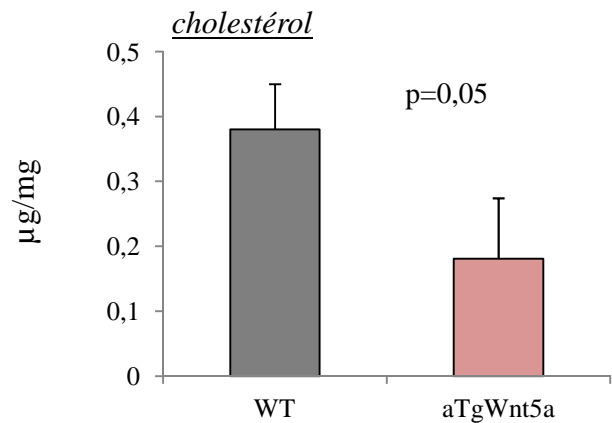 cholestérol
0,5
0,4
0,3
0,2
0,1
0
µg/mg
p=0,05
WT
aTgWnt5a